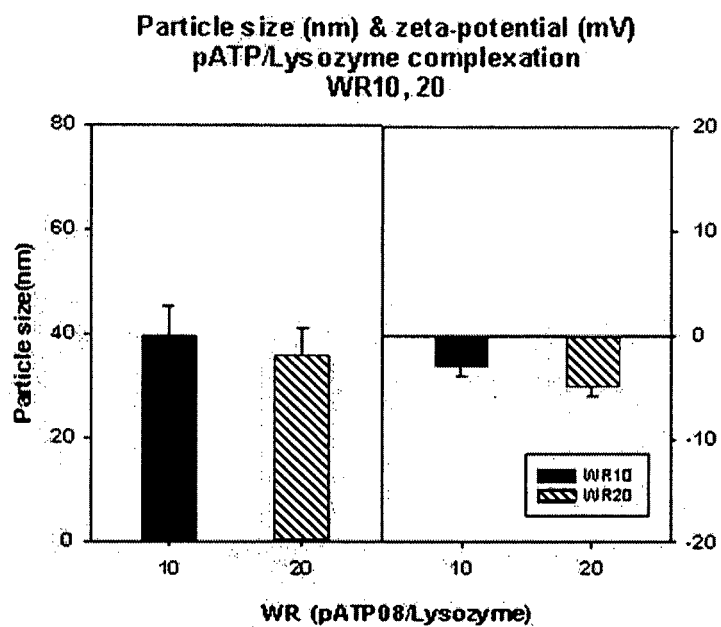 Particle size (nm) & zeta-potential (mV)
pATP/Lysozyme complexation
WR10, 20
80
60
40
20
0
Particle size(nm)
20
10
0
-10
-20
WR10
WR20
10
20
10
20
WR (pATP08/Lysozyme)